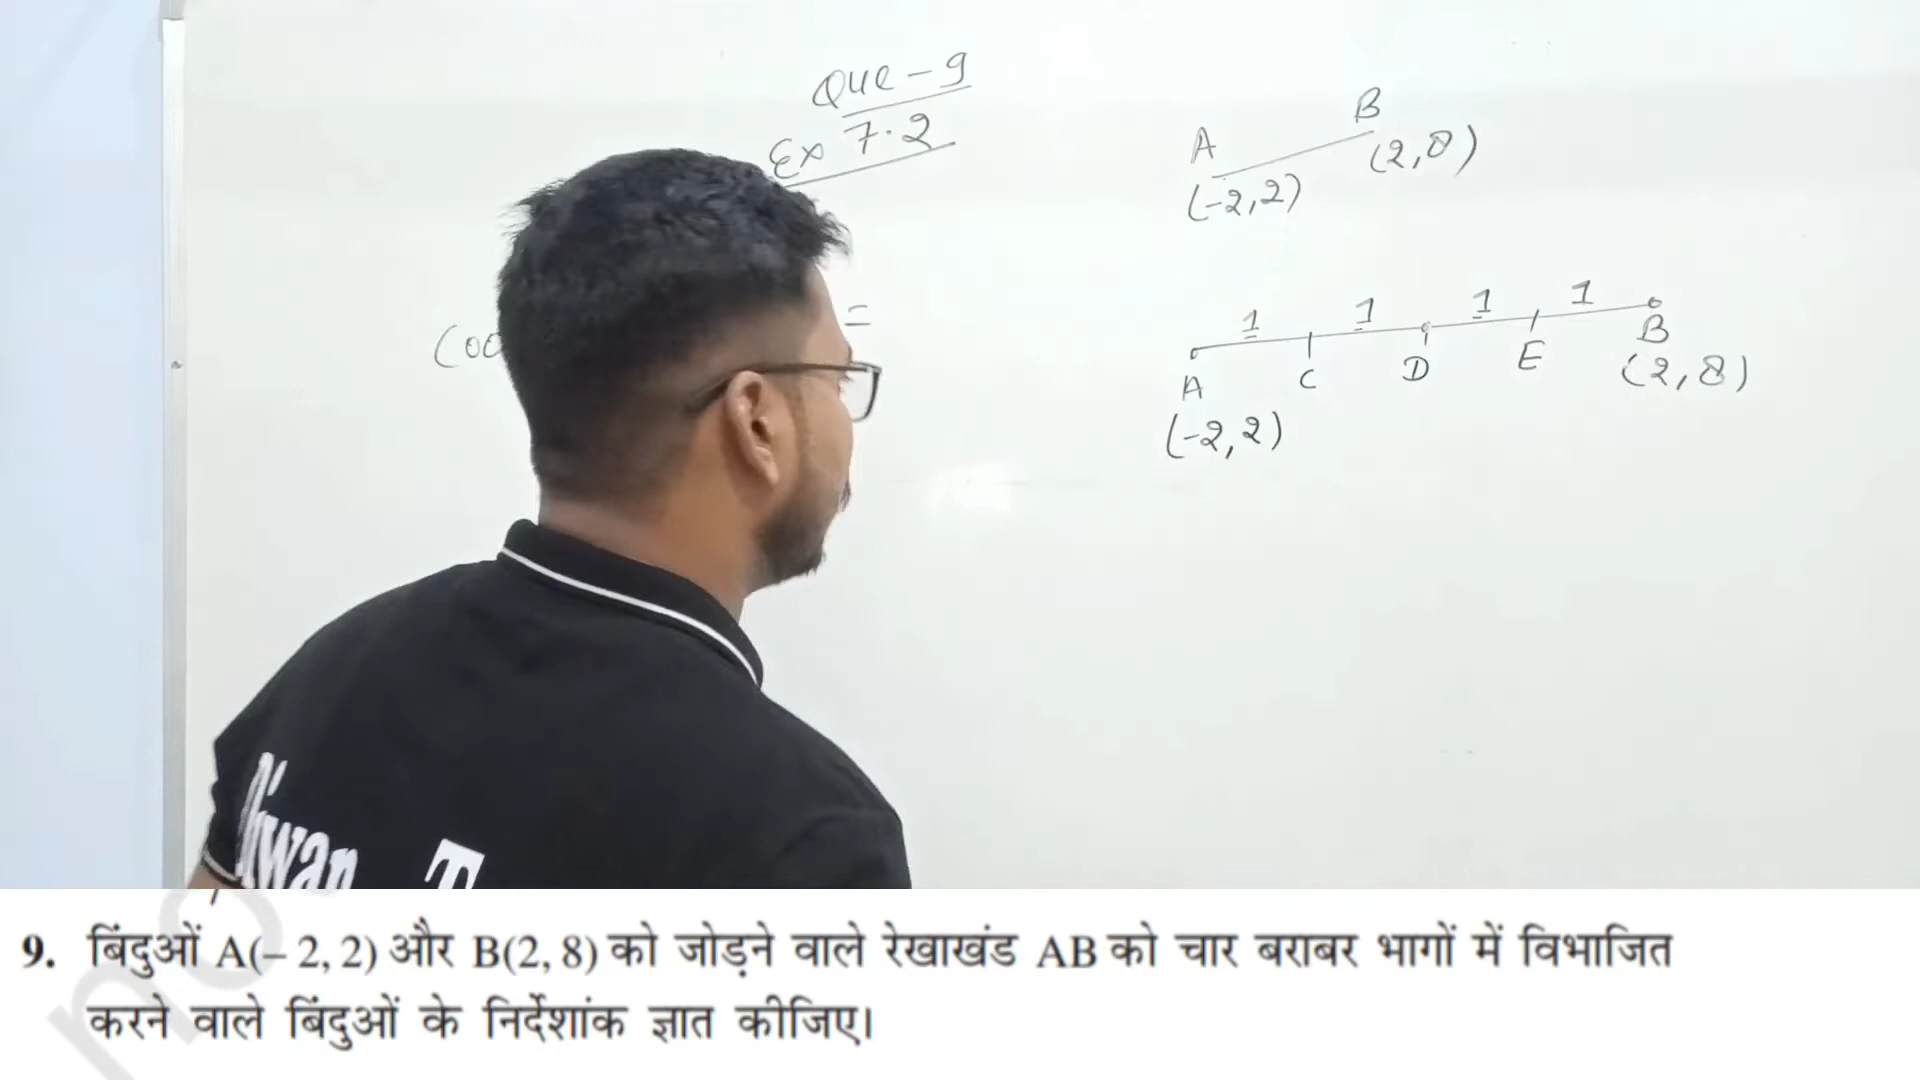 Que-9
Ex 7.2
A B
(-2,2) (2,8)
=
1 1 1 1
A C D E B
(-2,2) (2,8)
9. बिंदुओं A(– 2, 2) और B(2, 8) को जोड़ने वाले रेखाखंड AB को चार बराबर भागों में विभाजित
करने वाले बिंदुओं के निर्देशांक ज्ञात कीजिए।